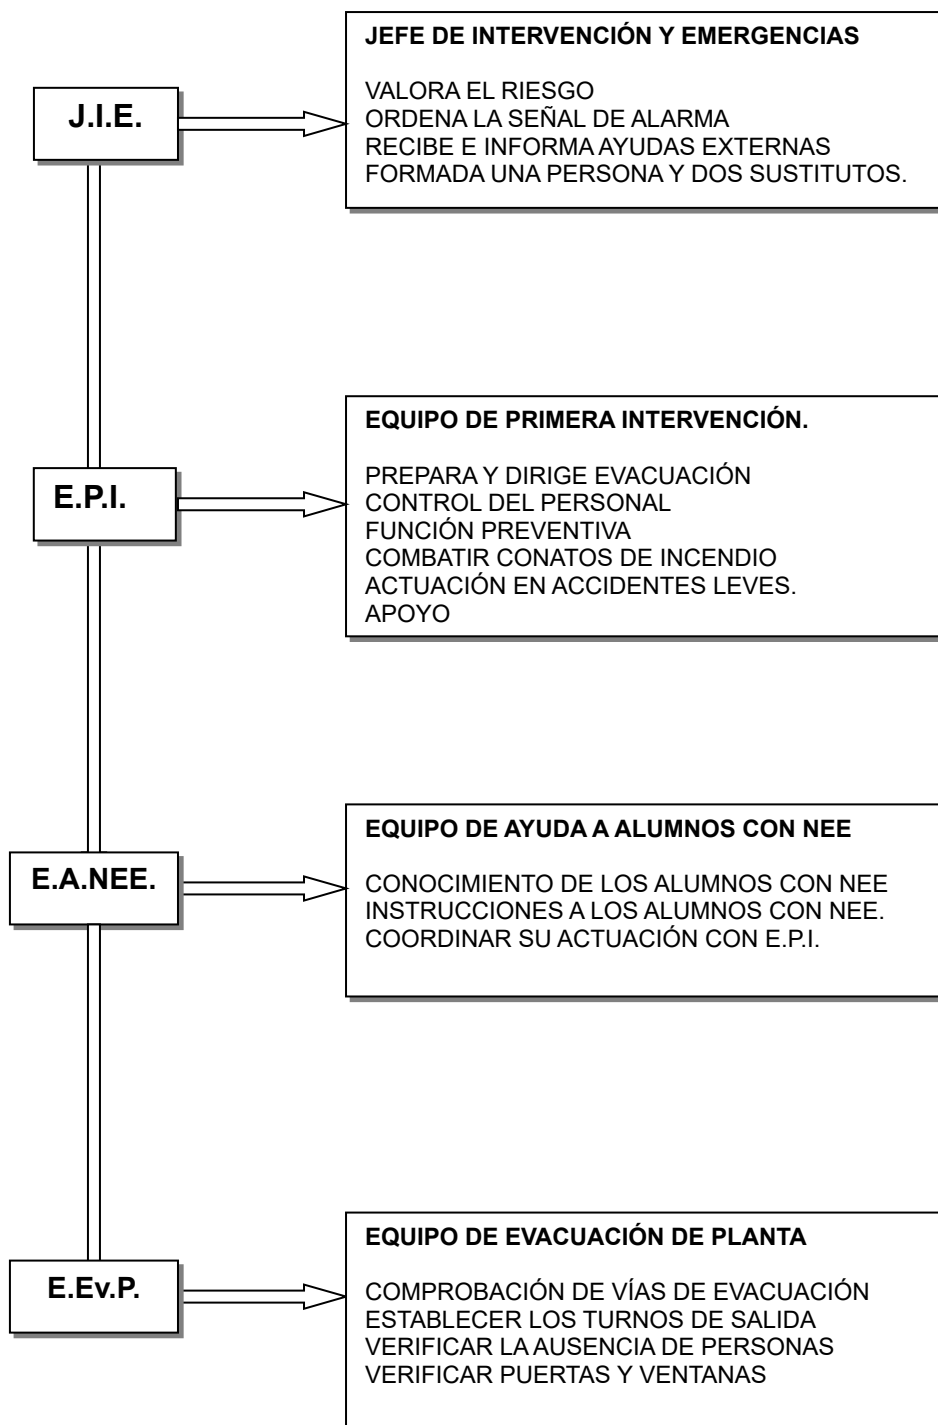 J.I.E.
JEFE DE INTERVENCIÓN Y EMERGENCIAS
VALORA EL RIESGO
ORDENA LA SEÑAL DE ALARMA
RECIBE E INFORMA AYUDAS EXTERNAS
FORMADA UNA PERSONA Y DOS SUSTITUTOS.
E.P.I.
EQUIPO DE PRIMERA INTERVENCIÓN.
PREPARA Y DIRIGE EVACUACIÓN
CONTROL DEL PERSONAL
FUNCIÓN PREVENTIVA
COMBATIR CONATOS DE INCENDIO
ACTUACIÓN EN ACCIDENTES LEVES.
APOYO
E.A.NEE.
EQUIPO DE AYUDA A ALUMNOS CON NEE
CONOCIMIENTO DE LOS ALUMNOS CON NEE
INSTRUCCIONES A LOS ALUMNOS CON NEE.
COORDINAR SU ACTUACIÓN CON E.P.I.
E.Ev.P.
EQUIPO DE EVACUACIÓN DE PLANTA
COMPROBACIÓN DE VÍAS DE EVACUACIÓN
ESTABLECER LOS TURNOS DE SALIDA
VERIFICAR LA AUSENCIA DE PERSONAS
VERIFICAR PUERTAS Y VENTANAS